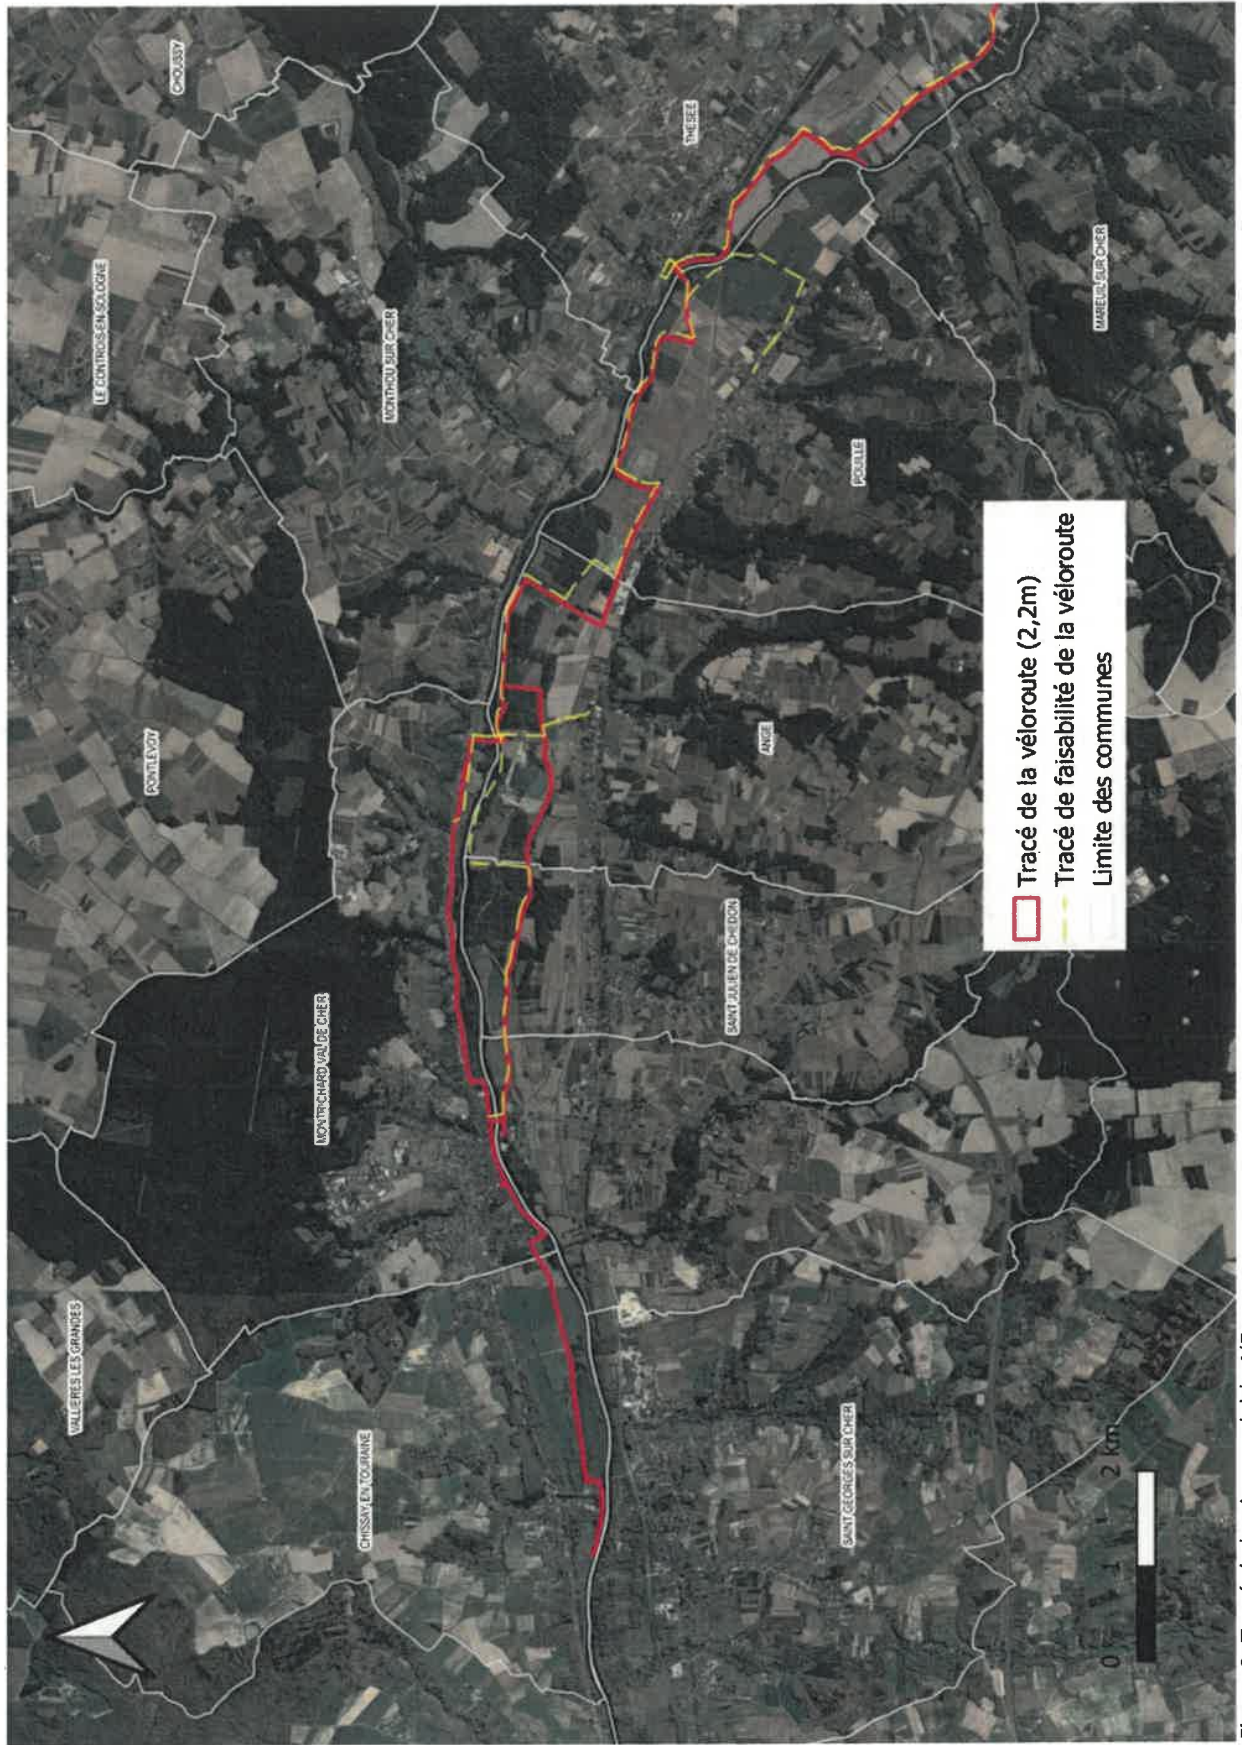 CHOUSSY
LE CONTROIS-EN-SOLOGNE
THESEE
MONTHOU SUR CHER
MAREUIL SUR CHER
PONTLEVOY
POUILLE
ANGE
MONTRICHARD VAL DE CHER
SAINT JULIEN DE CHEDON
VALLIERES LES GRANDES
CHISSAY EN TOURAINE
SAINT GEORGES SUR CHER
Tracé de la véloroute (2,2m)
Tracé de faisabilité de la véloroute
Limite des communes
0 1 2 km